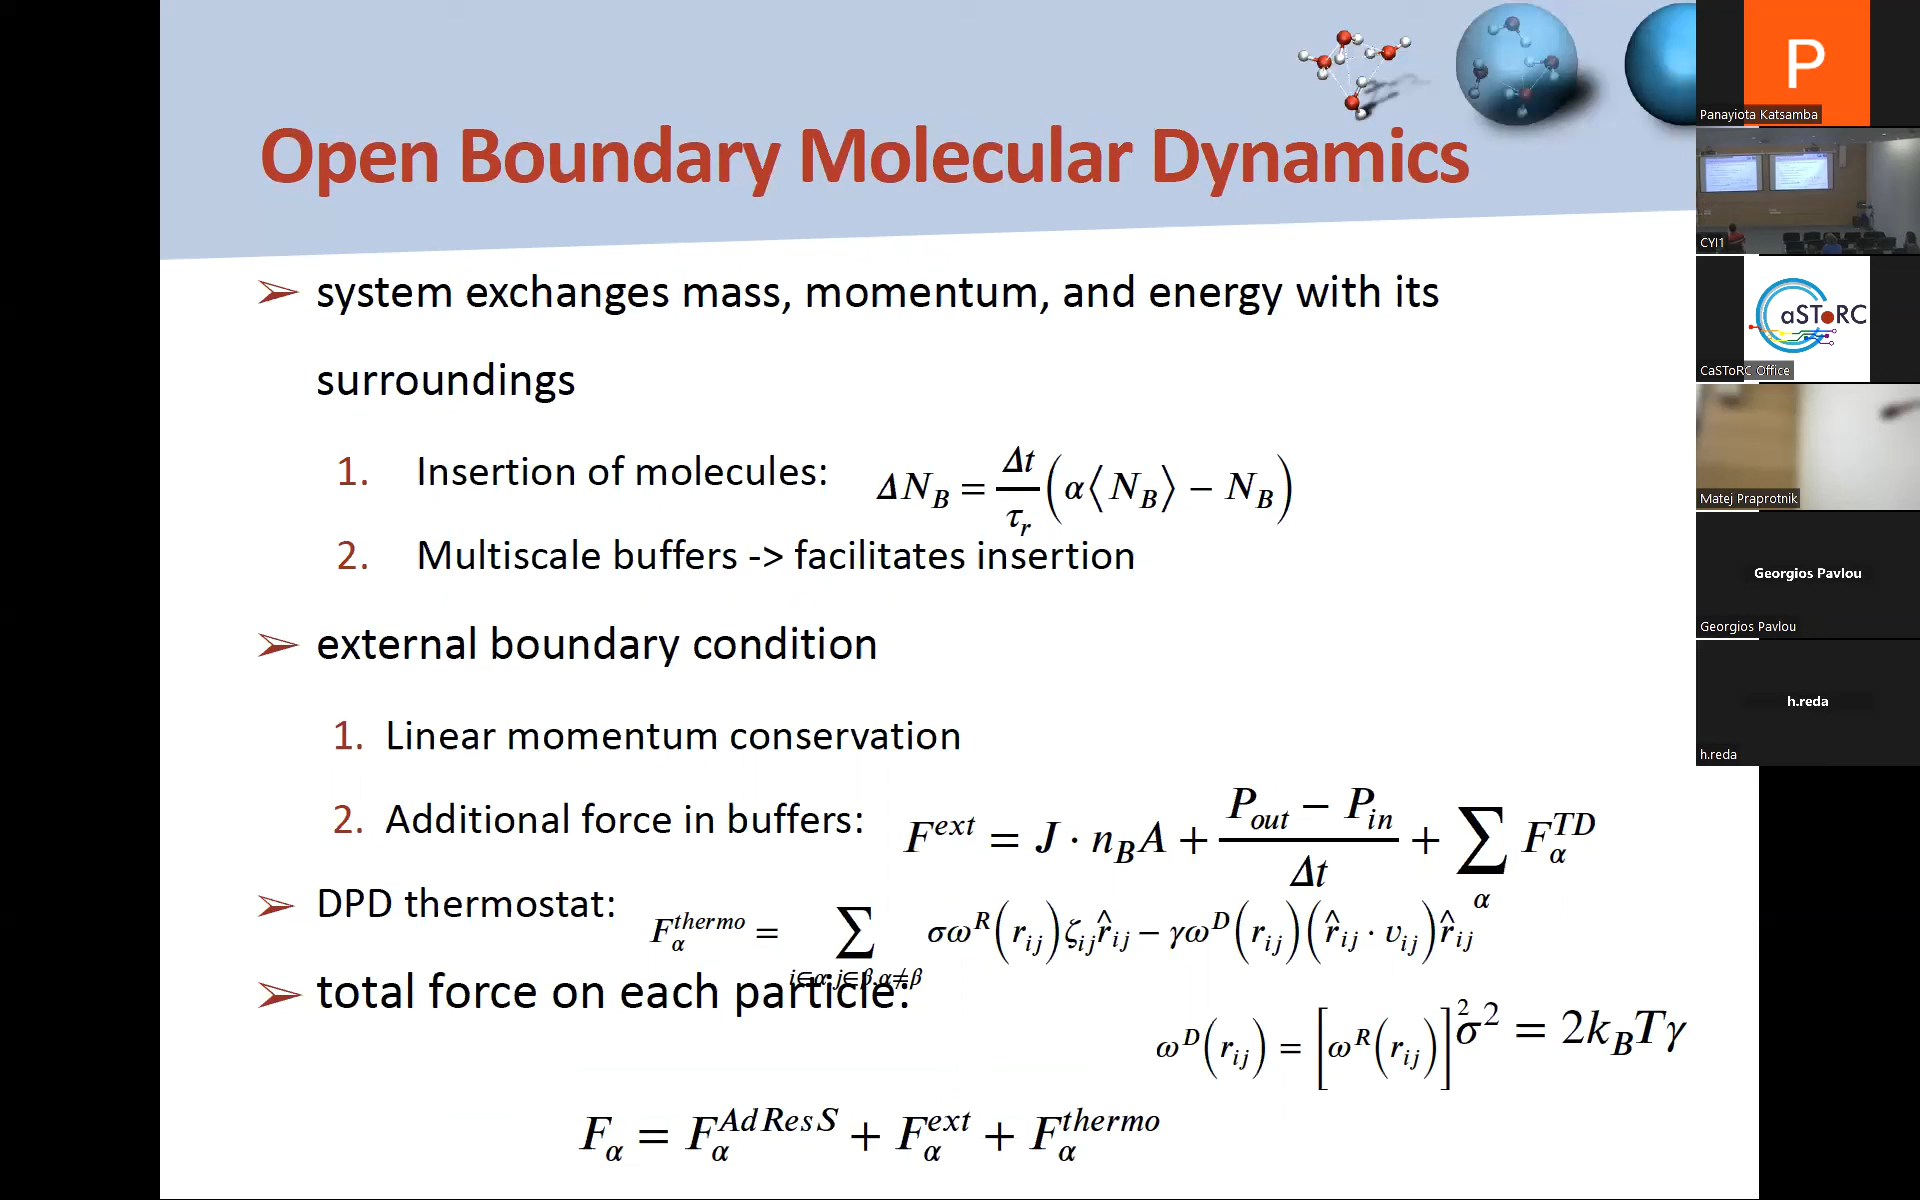 Open Boundary Molecular Dynamics
➢ system exchanges mass, momentum, and energy with its
surroundings
1. Insertion of molecules: ΔN_B = Δt/τ_r (α⟨N_B⟩ − N_B)
2. Multiscale buffers -> facilitates insertion
➢ external boundary condition
1. Linear momentum conservation
2. Additional force in buffers: F^ext = J · n_B A + (P_out − P_in)/Δt + ∑_α F_α^TD
➢ DPD thermostat: F_α^thermo = ∑_{i∈α,j∈β,α≠β} σω^R(r_ij)ζ_ij r̂_ij − γω^D(r_ij)(r̂_ij · υ_ij)r̂_ij
➢ total force on each particle:
ω^D(r_ij) = [ω^R(r_ij)]^2 σ^2 = 2k_B Tγ
F_α = F_α^AdResS + F_α^ext + F_α^thermo
P
Panayiota Katsamba
CYI1
aSToRC
CaSToRC Office
Matej Praprotnik
Georgios Pavlou
Georgios Pavlou
h.reda
h.reda